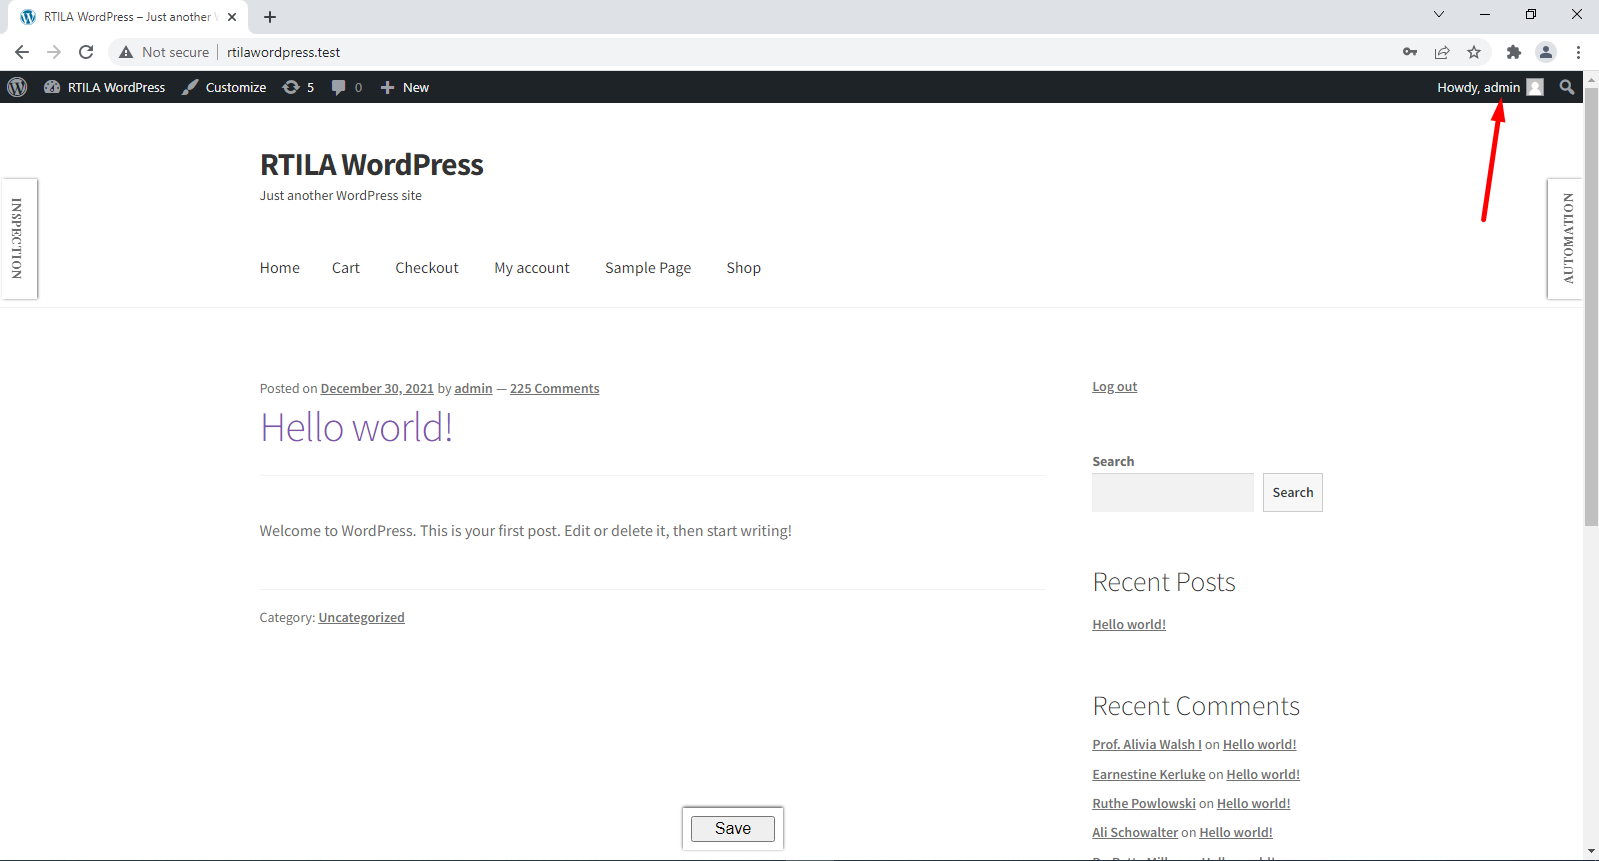 RTILA WordPress – Just another
Not secure rtilawordpress.test
RTILA WordPress Customize 5 0 New Howdy, admin
RTILA WordPress
Just another WordPress site
INSPECTION
AUTOMATION
Home Cart Checkout My account Sample Page Shop
Posted on December 30, 2021 by admin — 225 Comments
Hello world!
Welcome to WordPress. This is your first post. Edit or delete it, then start writing!
Category: Uncategorized
Log out
Search
Search
Recent Posts
Hello world!
Recent Comments
Prof. Alivia Walsh I on Hello world!
Earnestine Kerluke on Hello world!
Ruthe Powlowski on Hello world!
Ali Schowalter on Hello world!
Save